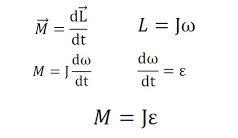 M⃗ = dL⃗/dt    L = Jω
M = J dω/dt    dω/dt = ε
M = Jε